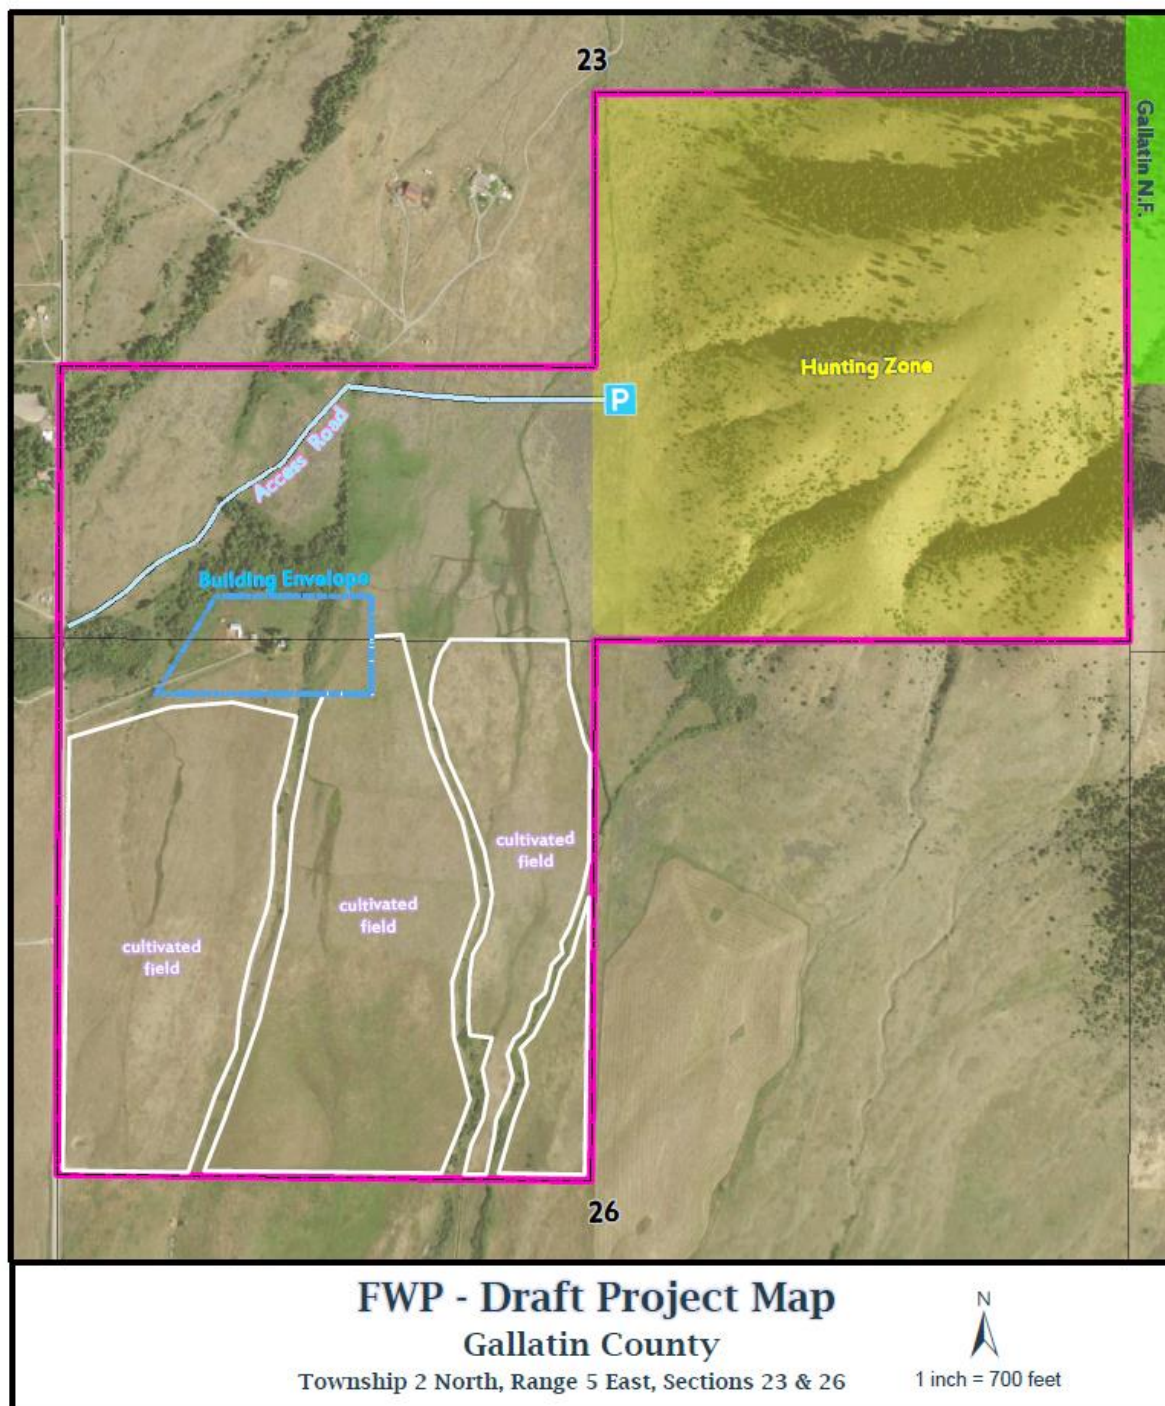 23
Gallatin N.F.
Hunting Zone
P
Access Road
Building Envelope
cultivated
field
cultivated
field
cultivated
field
26
FWP - Draft Project Map
Gallatin County
Township 2 North, Range 5 East, Sections 23 & 26
N
1 inch = 700 feet